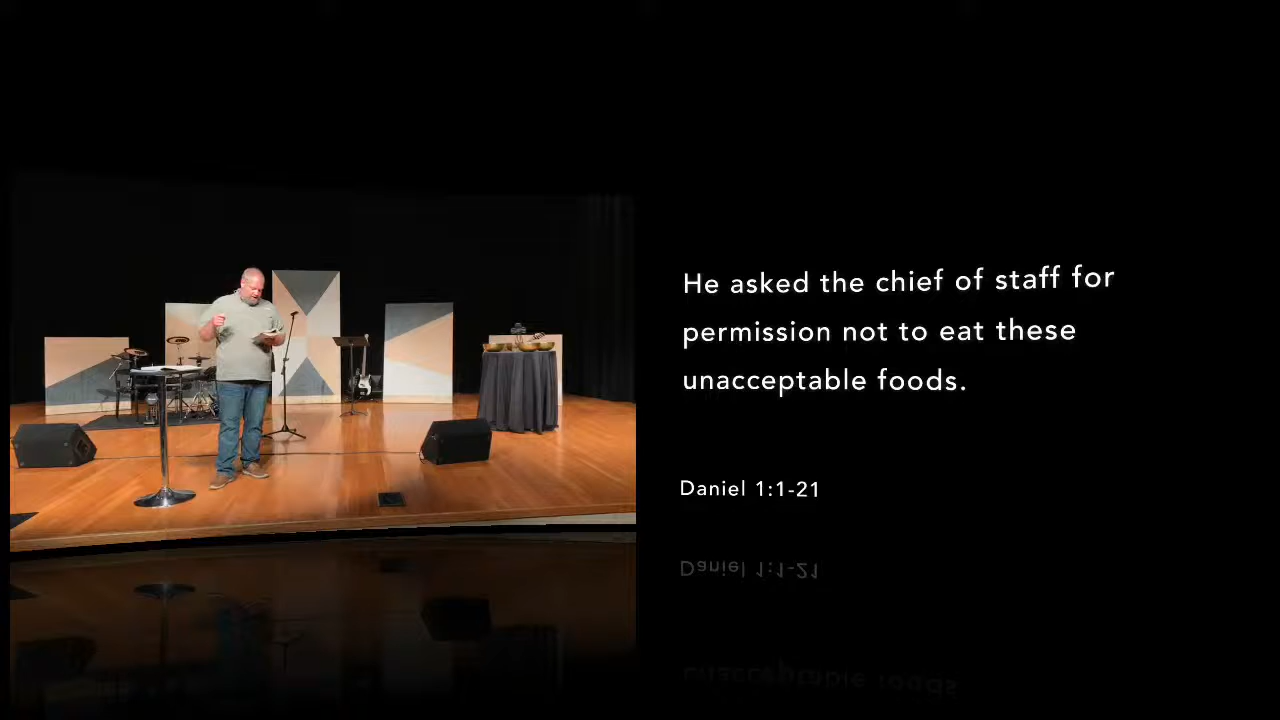 He asked the chief of staff for
permission not to eat these
unacceptable foods.
Daniel 1:1-21